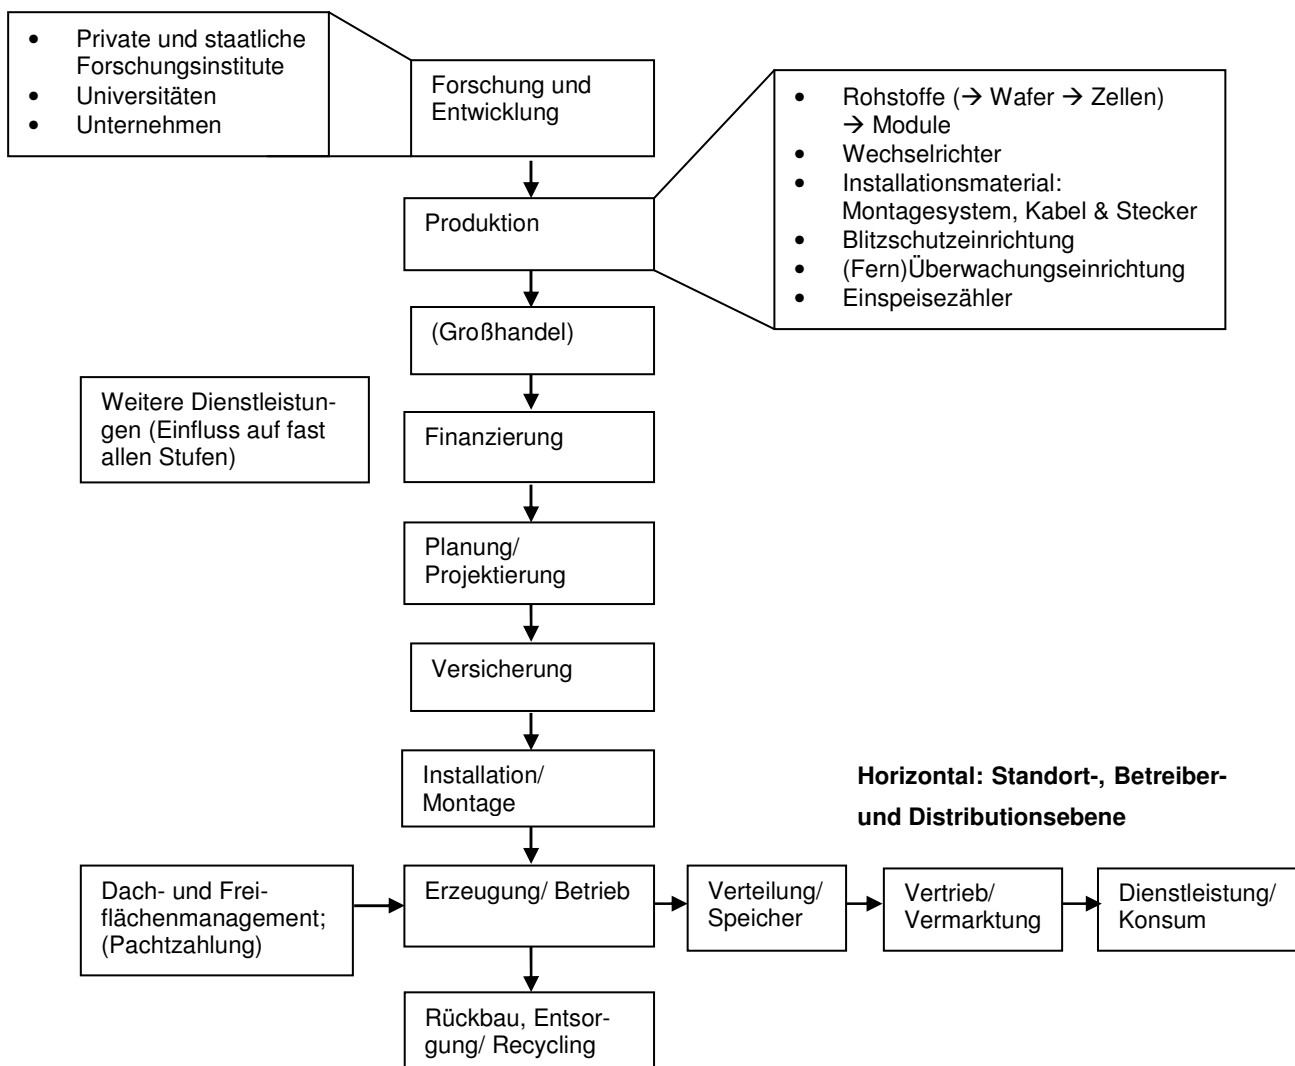 • Private und staatliche
Forschungsinstitute
• Universitäten
• Unternehmen
Forschung und
Entwicklung
• Rohstoffe (→ Wafer → Zellen)
→ Module
• Wechselrichter
• Installationsmaterial:
Montagesystem, Kabel & Stecker
• Blitzschutzeinrichtung
• (Fern)Überwachungseinrichtung
• Einspeisezähler
Produktion
(Großhandel)
Weitere Dienstleistun-
gen (Einfluss auf fast
allen Stufen)
Finanzierung
Planung/
Projektierung
Versicherung
Installation/
Montage
Horizontal: Standort-, Betreiber-
und Distributionsebene
Dach- und Frei-
flächenmanagement;
(Pachtzahlung)
Erzeugung/ Betrieb
Verteilung/
Speicher
Vertrieb/
Vermarktung
Dienstleistung/
Konsum
Rückbau, Entsor-
gung/ Recycling